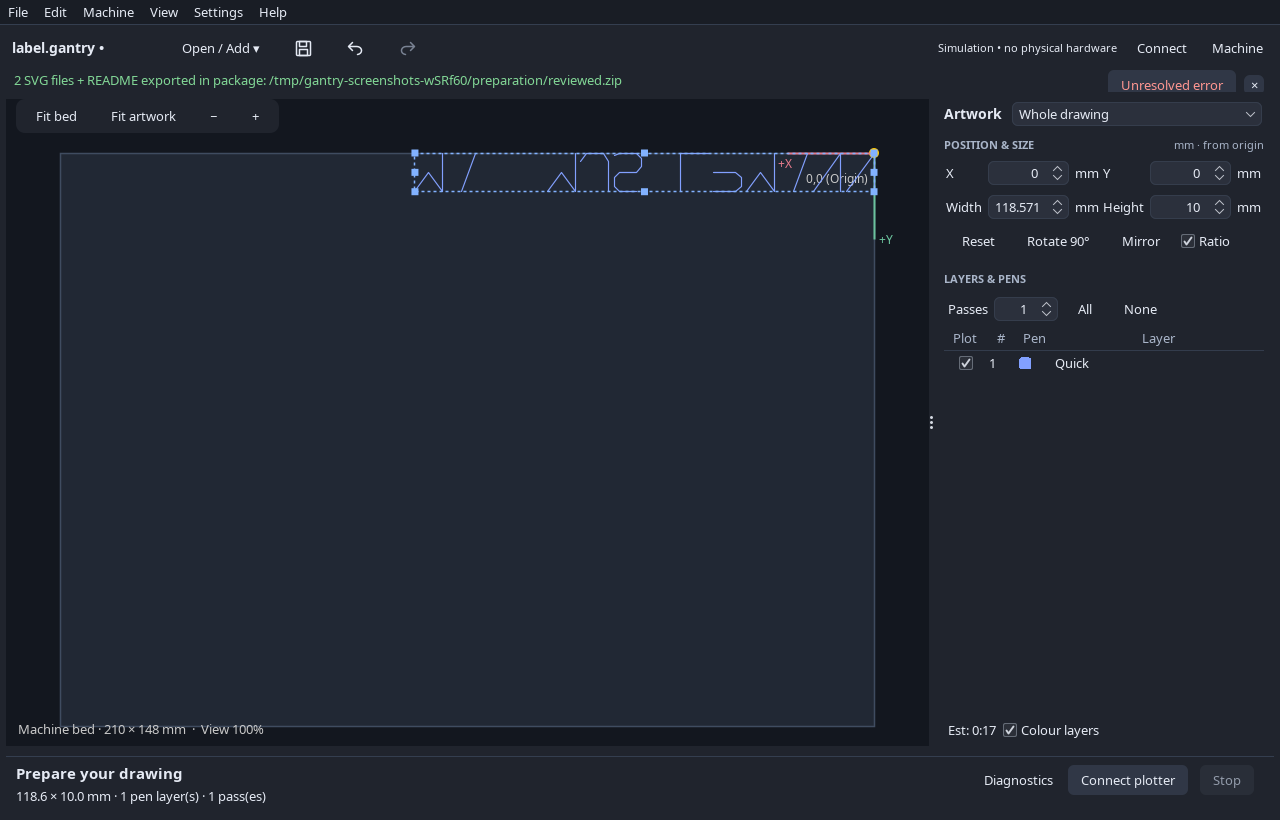 File Edit Machine View Settings Help
label.gantry • Open / Add ▾ Simulation • no physical hardware Connect Machine
2 SVG files + README exported in package: /tmp/gantry-screenshots-wSRf60/preparation/reviewed.zip Unresolved error ×
Fit bed Fit artwork − +
Artwork Whole drawing
POSITION & SIZE mm · from origin
X 0 mm Y 0 mm
Width 118.571 mm Height 10 mm
Reset Rotate 90° Mirror Ratio
LAYERS & PENS
Passes 1 All None
Plot # Pen Layer
1 Quick
+X
0,0 (Origin)
+Y
Machine bed · 210 × 148 mm · View 100%
Est: 0:17 Colour layers
Prepare your drawing
118.6 × 10.0 mm · 1 pen layer(s) · 1 pass(es)
Diagnostics Connect plotter Stop